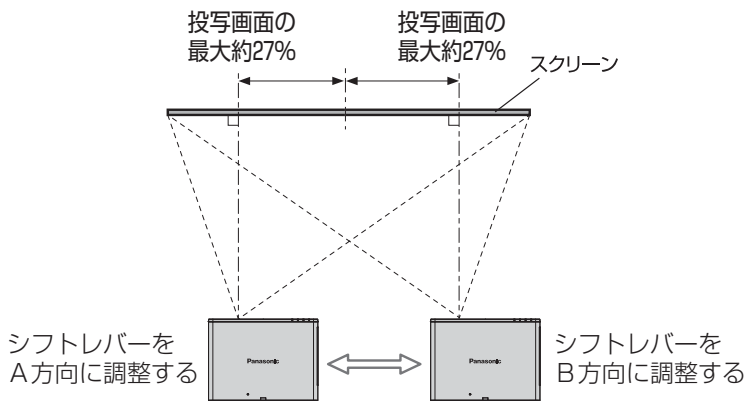 投写画面の
最大約27%
投写画面の
最大約27%
スクリーン
シフトレバーを
A方向に調整する
Panasonic
Panasonic
シフトレバーを
B方向に調整する